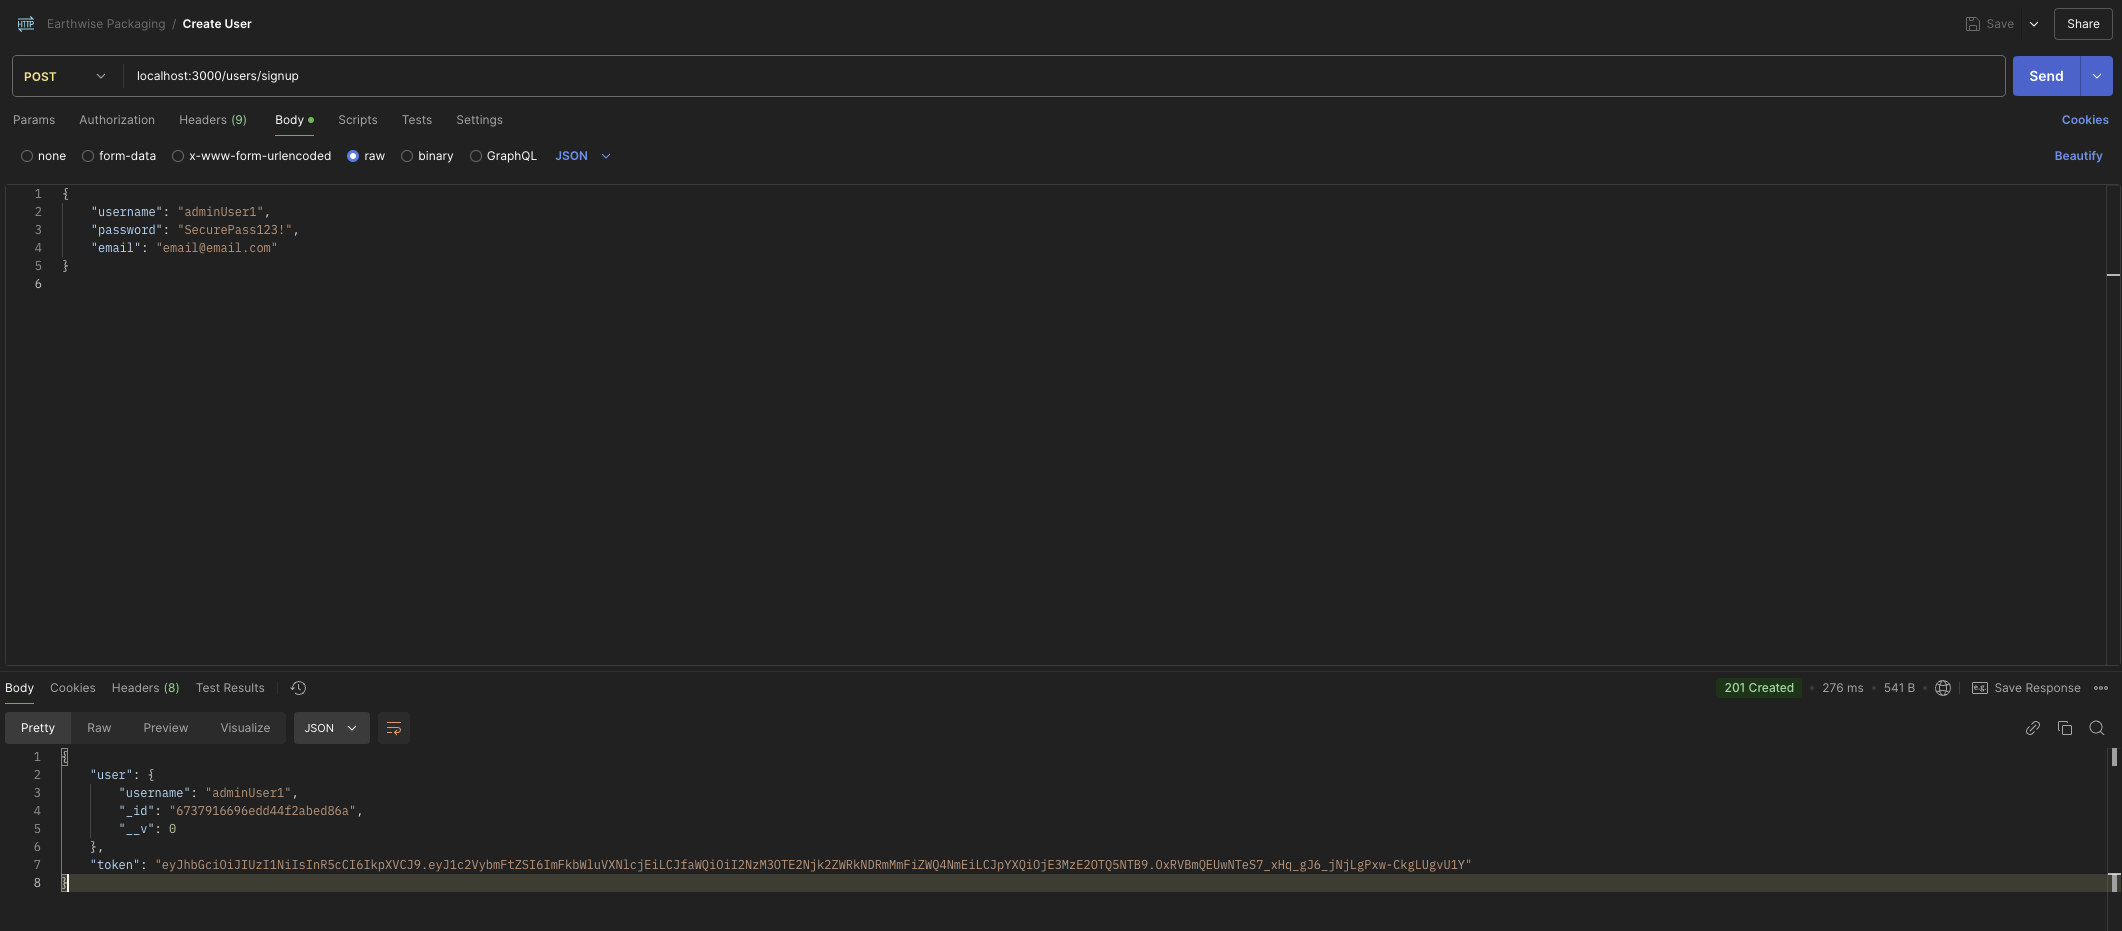 HTTP Earthwise Packaging / Create User Save Share
POST localhost:3000/users/signup Send
Params Authorization Headers (9) Body Scripts Tests Settings Cookies
none form-data x-www-form-urlencoded raw binary GraphQL JSON Beautify
1 {
2 "username": "adminUser1",
3 "password": "SecurePass123!",
4 "email": "email@email.com"
5 }
6
Body Cookies Headers (8) Test Results 201 Created 276 ms 541 B e.g. Save Response
Pretty Raw Preview Visualize JSON
1 {
2 "user": {
3 "username": "adminUser1",
4 "_id": "6737916696edd44f2abed86a",
5 "__v": 0
6 },
7 "token": "eyJhbGciOiJIUzI1NiIsInR5cCI6IkpXVCJ9.eyJ1c2VybmFtZSI6ImFkbWluVXNlcjEiLCJfaWQiOiI2NzM3OTE2Njk2ZWRkNDRmMmFiZWQ4NmEiLCJpYXQiOjE3MzE2OTQ5NTB9.OxRVBmQEUwNTeS7_xHq_gJ6_jNjLgPxw-CkgLUgvU1Y"
8 }